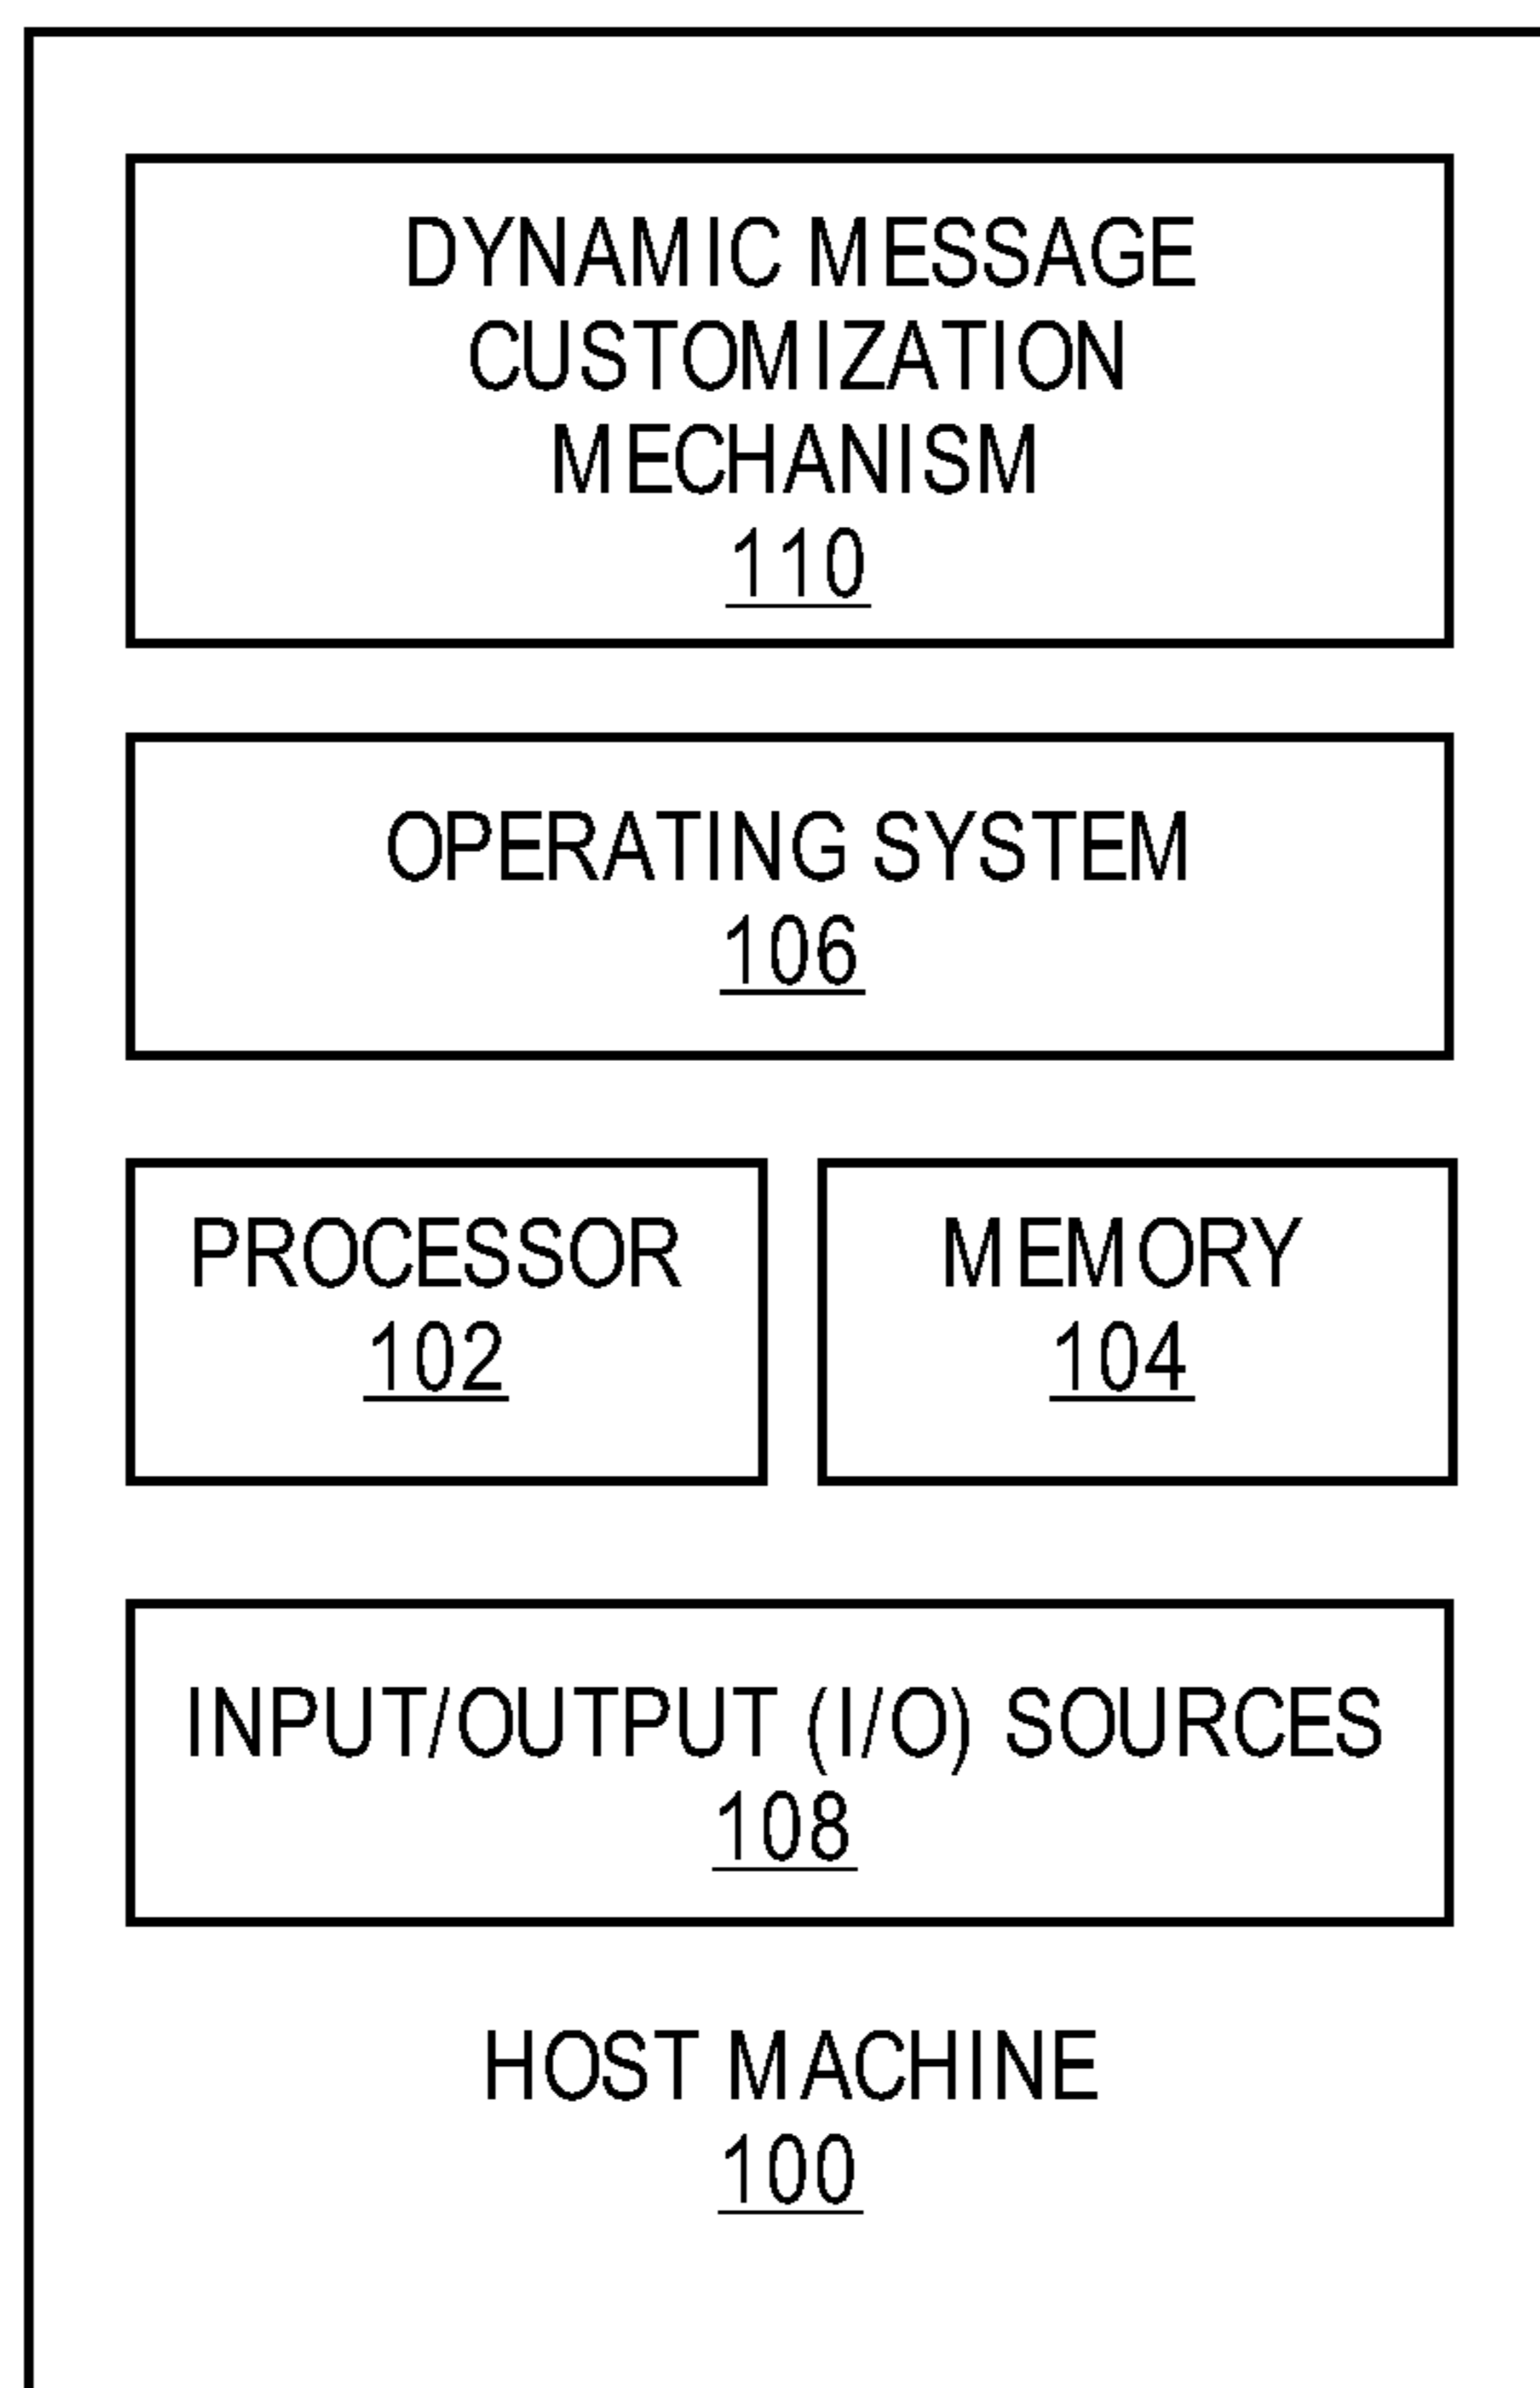 DYNAMIC MESSAGE
CUSTOMIZATION
MECHANISM
110
OPERATING SYSTEM
106
PROCESSOR
102
MEMORY
104
INPUT/OUTPUT (I/O) SOURCES
108
HOST MACHINE
100